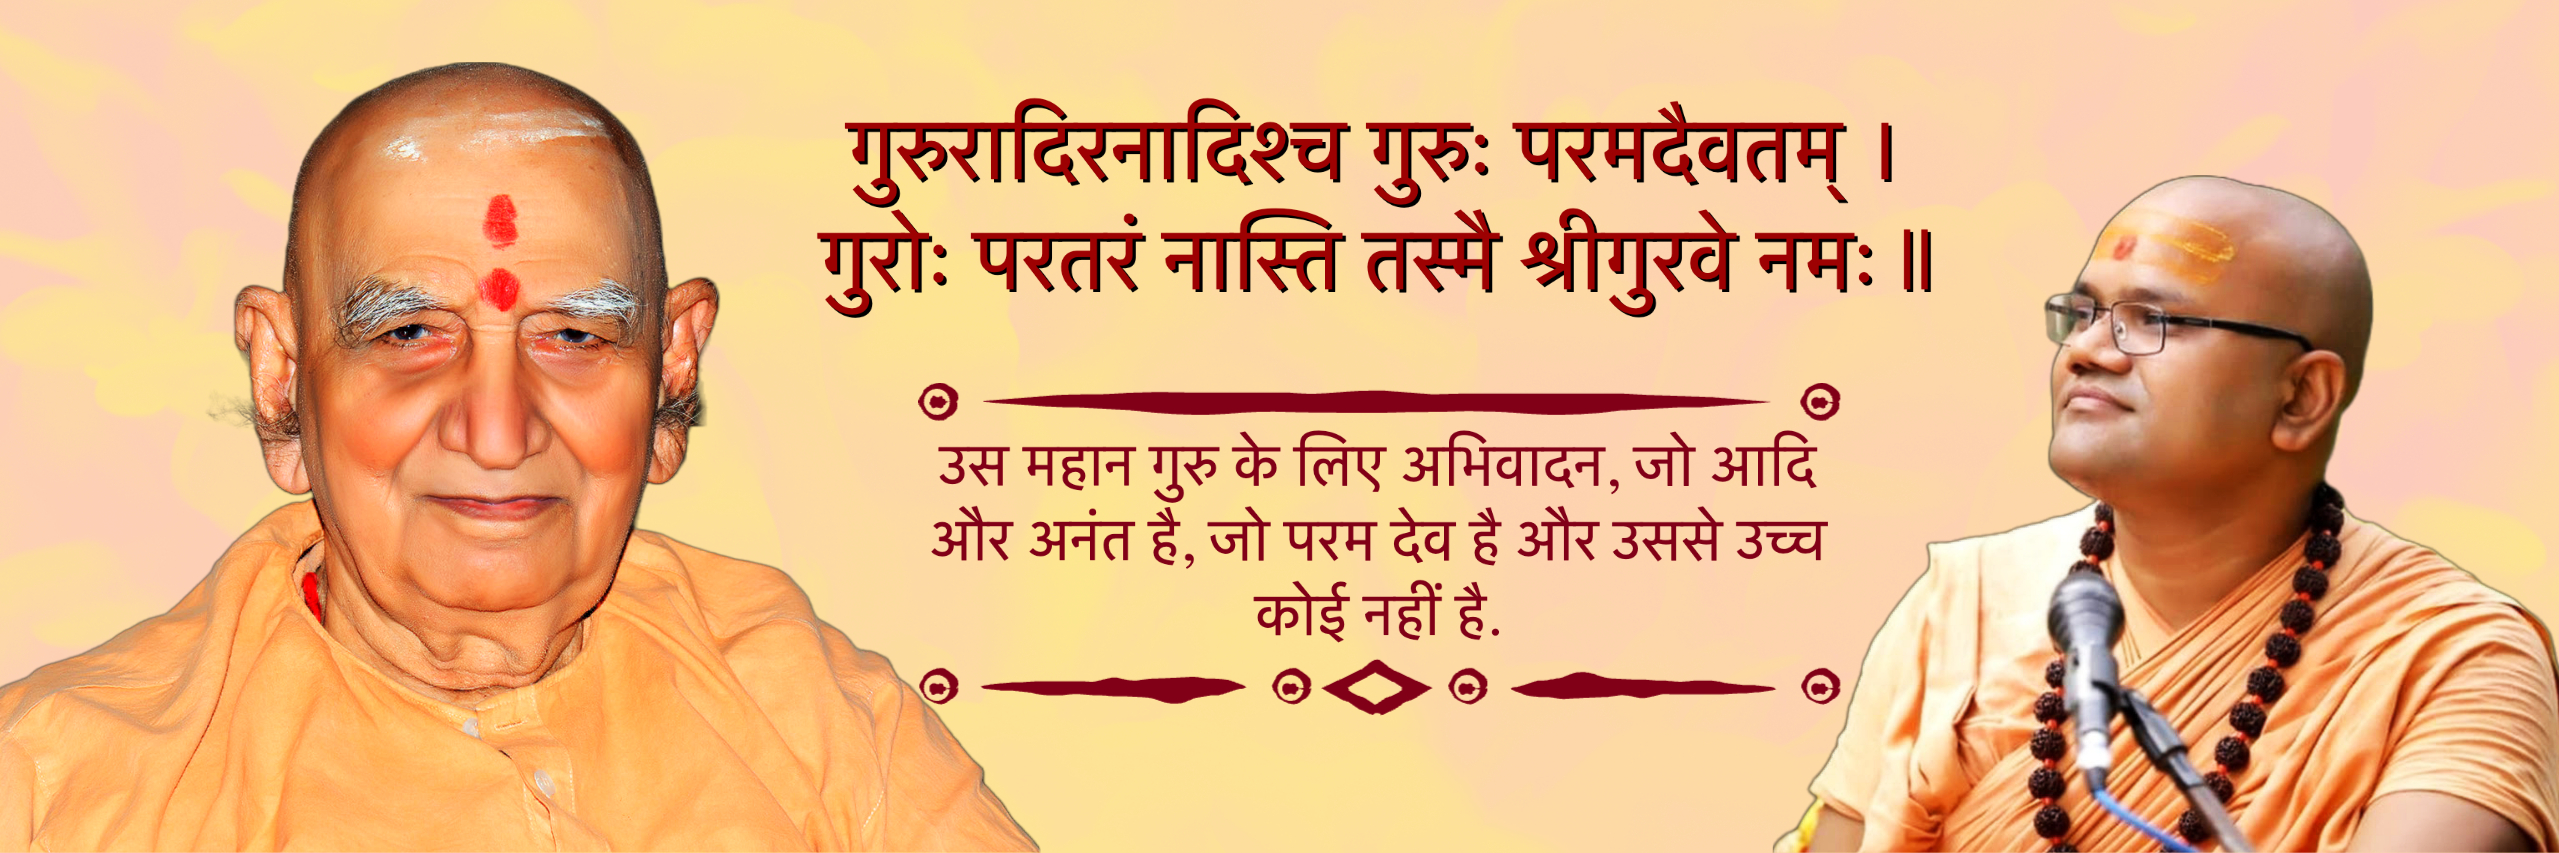 गुरुरादिरनादिश्च गुरुः परमदैवतम् ।
गुरोः परतरं नास्ति तस्मै श्रीगुरवे नमः ॥
उस महान गुरु के लिए अभिवादन, जो आदि
और अनंत है, जो परम देव है और उससे उच्च
कोई नहीं है.